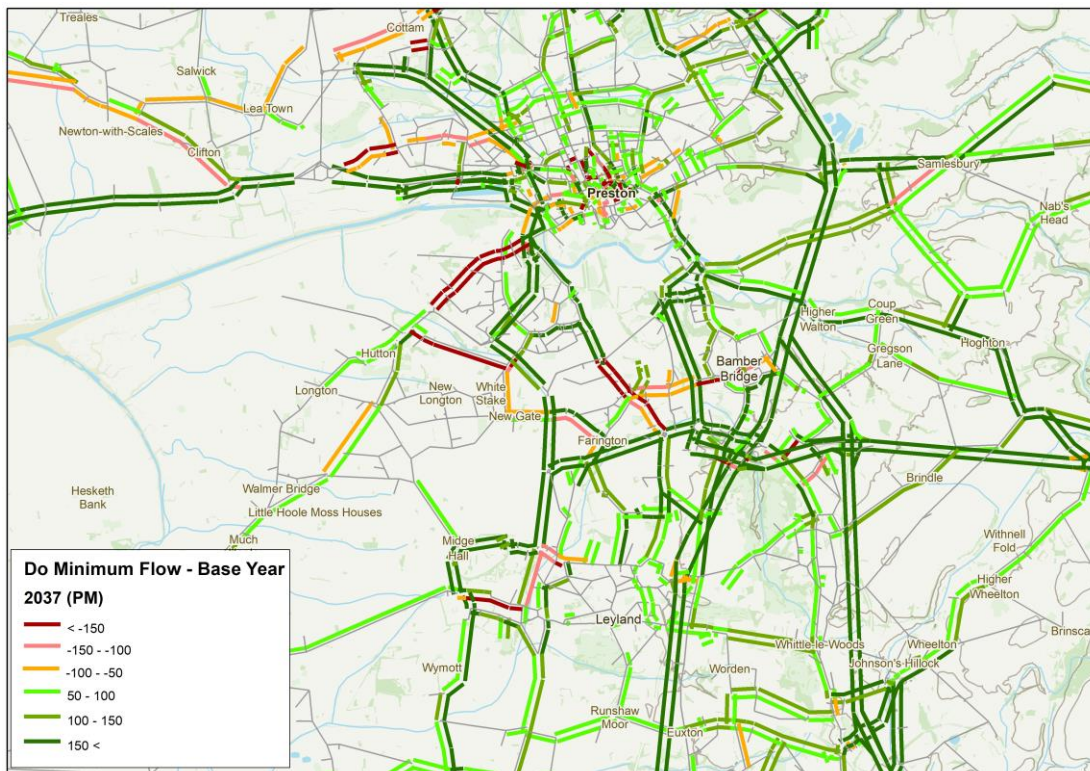 Treales
Cottam
Salwick
Lea Town
Newton-with-Scales
Clifton
Preston
Samlesbury
Nab's
Head
Higher
Walton
Coup
Green
Gregson
Lane
Hoghton
Hutton
Longton
New
Longton
White
Stake
New Gate
Bamber
Bridge
Farington
Brindle
Walmer Bridge
Little Hoole Moss Houses
Hesketh
Bank
Much
Midge
Hall
Withnell
Fold
Higher
Wheelton
Leyland
Whittle-le-Woods
Wheelton
Brinsca
Johnson's Hillock
Wymott
Worden
Runshaw
Moor
Euxton
Do Minimum Flow - Base Year
2037 (PM)
< -150
-150 - -100
-100 - -50
50 - 100
100 - 150
150 <